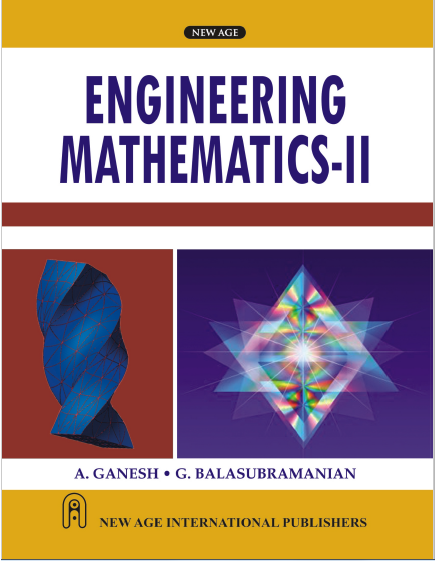 NEW AGE
ENGINEERING
MATHEMATICS-II
A. GANESH • G. BALASUBRAMANIAN
NEW AGE INTERNATIONAL PUBLISHERS